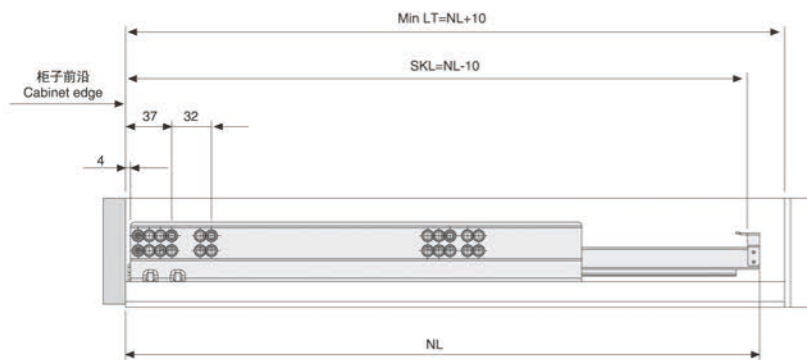 Min LT=NL+10
SKL=NL-10
柜子前沿
Cabinet edge
37
32
4
NL